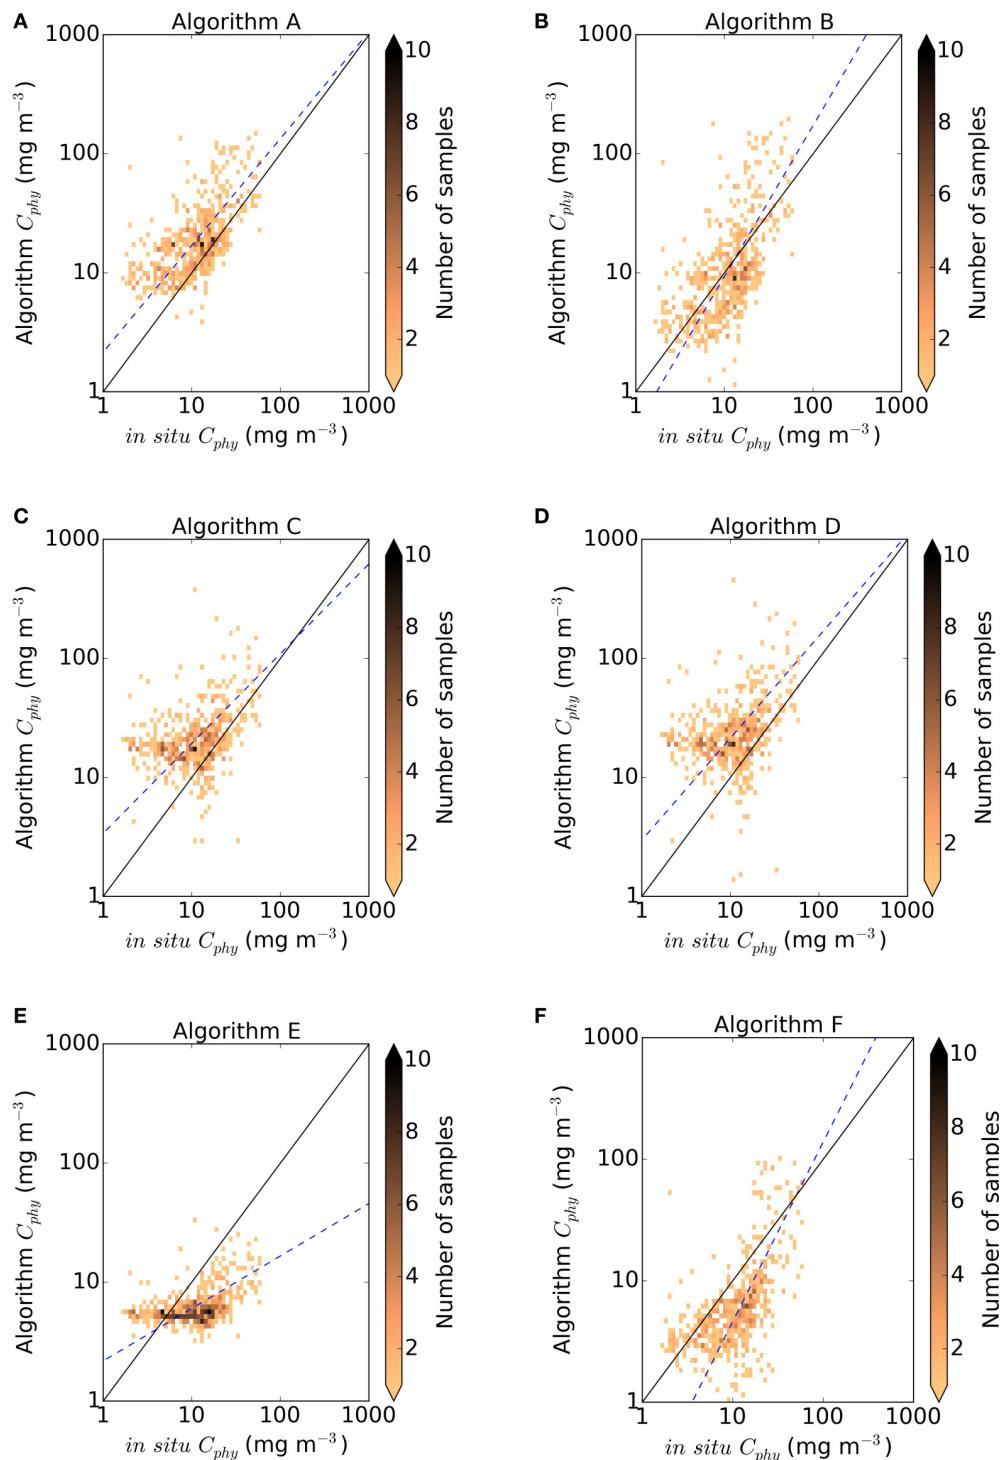 A
Algorithm A
1000
100
10
1
1
10
100
1000
Algorithm C_phy (mg m⁻³)
in situ C_phy (mg m⁻³)
10
8
6
4
2
Number of samples
B
Algorithm B
1000
100
10
1
1
10
100
1000
Algorithm C_phy (mg m⁻³)
in situ C_phy (mg m⁻³)
10
8
6
4
2
Number of samples
C
Algorithm C
1000
100
10
1
1
10
100
1000
Algorithm C_phy (mg m⁻³)
in situ C_phy (mg m⁻³)
10
8
6
4
2
Number of samples
D
Algorithm D
1000
100
10
1
1
10
100
1000
Algorithm C_phy (mg m⁻³)
in situ C_phy (mg m⁻³)
10
8
6
4
2
Number of samples
E
Algorithm E
1000
100
10
1
1
10
100
1000
Algorithm C_phy (mg m⁻³)
in situ C_phy (mg m⁻³)
10
8
6
4
2
Number of samples
F
Algorithm F
1000
100
10
1
1
10
100
1000
Algorithm C_phy (mg m⁻³)
in situ C_phy (mg m⁻³)
10
8
6
4
2
Number of samples